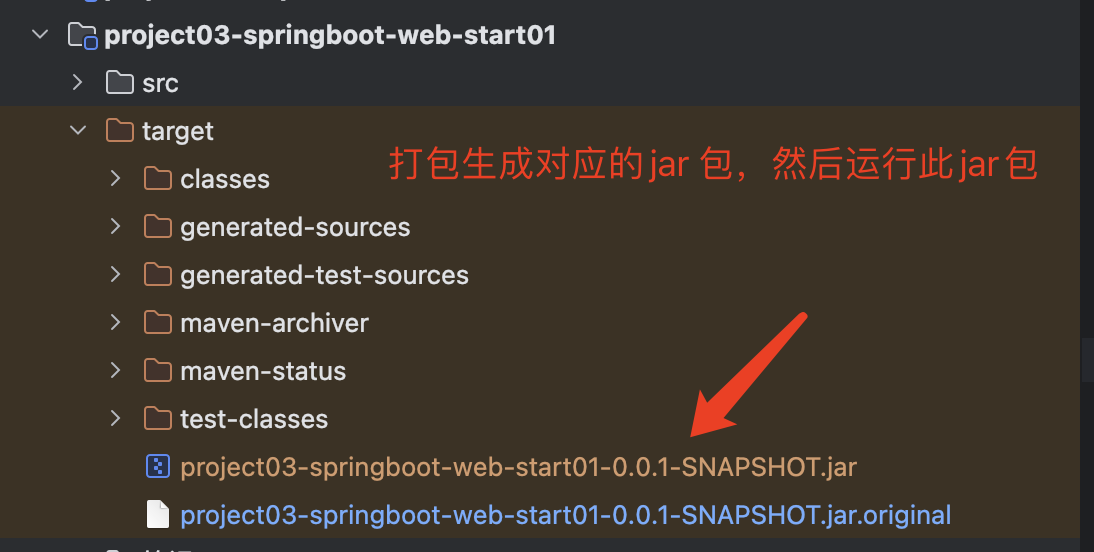 project03-springboot-web-start01
src
target
打包生成对应的jar 包，然后运行此jar包
classes
generated-sources
generated-test-sources
maven-archiver
maven-status
test-classes
project03-springboot-web-start01-0.0.1-SNAPSHOT.jar
project03-springboot-web-start01-0.0.1-SNAPSHOT.jar.original